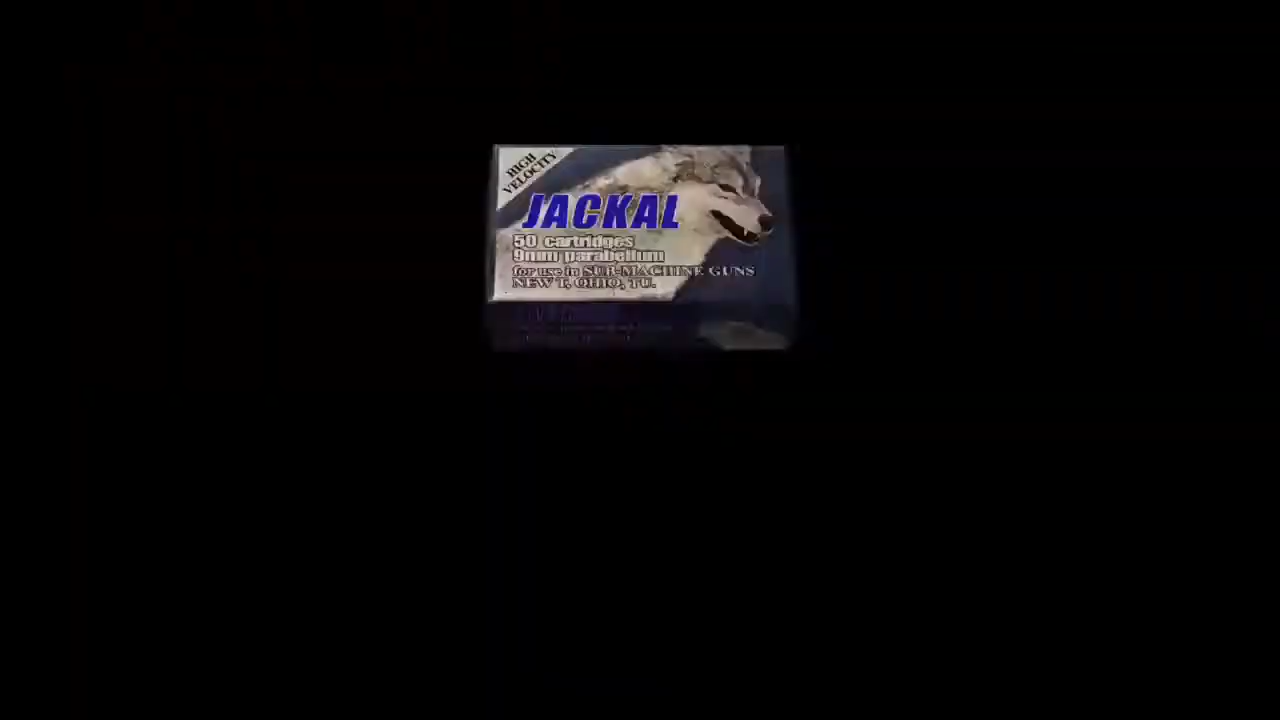 HIGH
VELOCITY
JACKAL
50 cartridges
9mm parabellum
for use in SUB-MACHINE GUNS
NEW T, OHIO, TU.